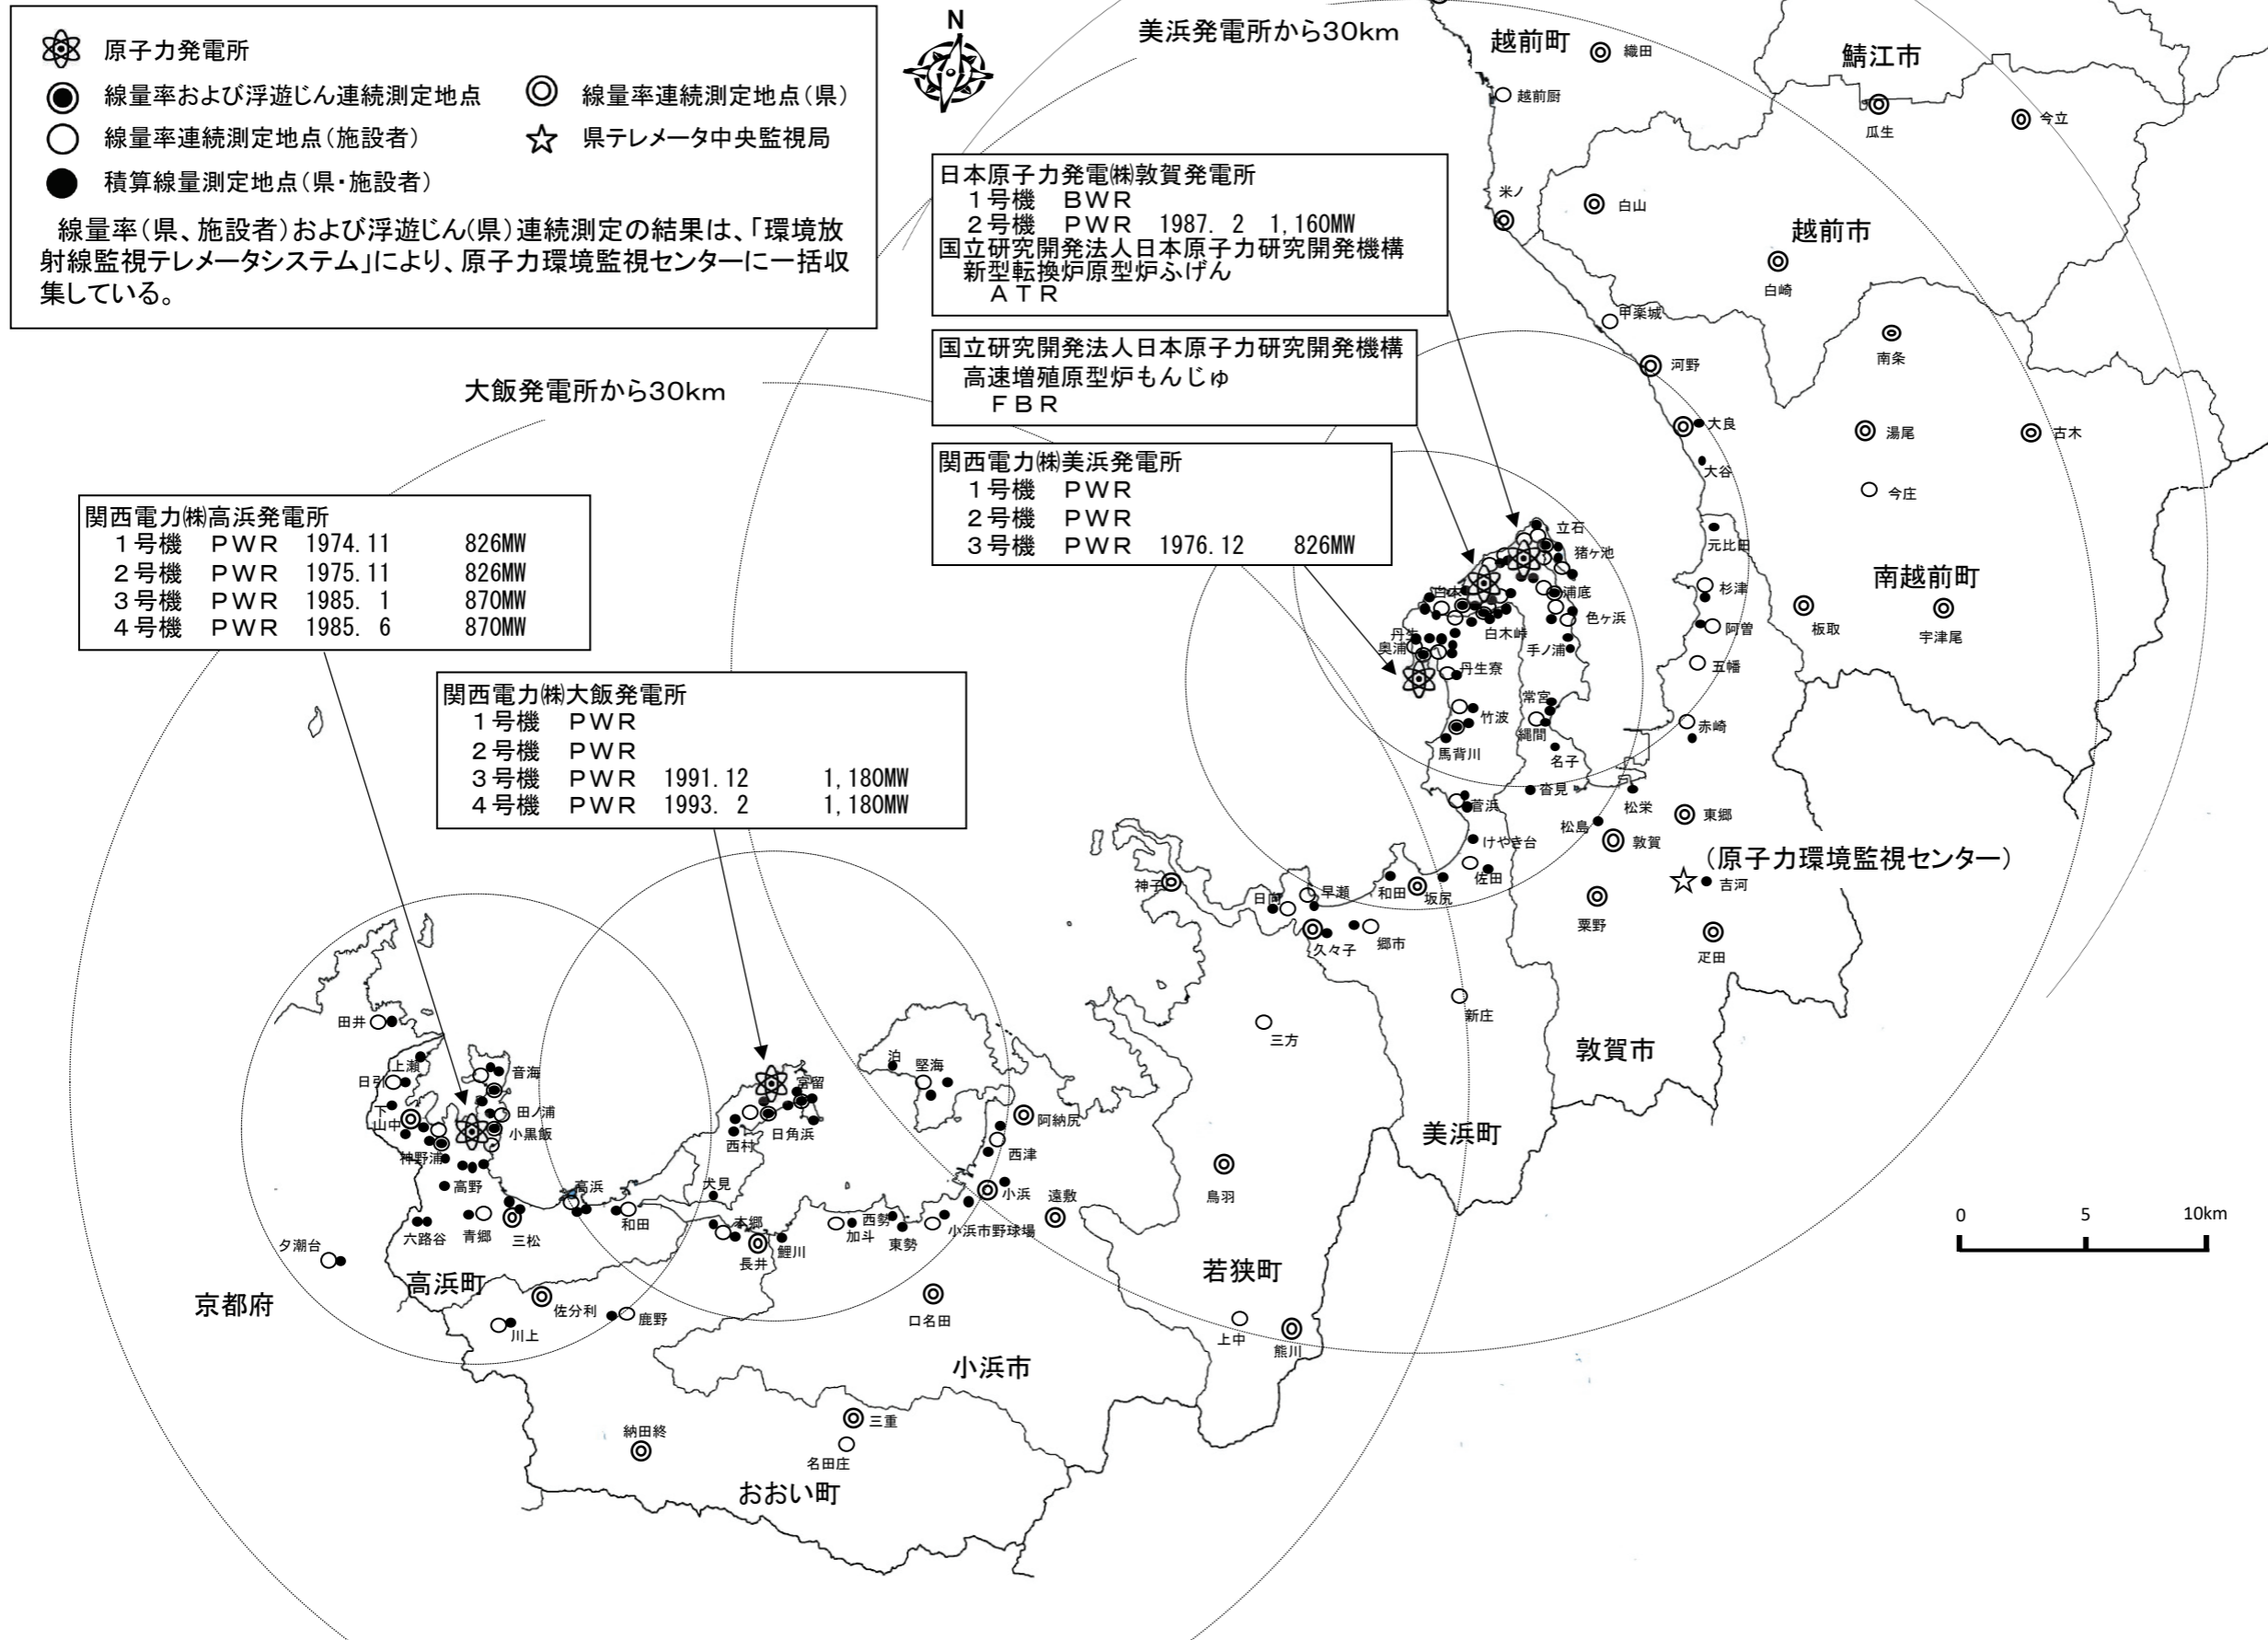 原子力発電所
線量率および浮遊じん連続測定地点
線量率連続測定地点(県)
線量率連続測定地点(施設者)
県テレメータ中央監視局
積算線量測定地点(県・施設者)
線量率(県、施設者)および浮遊じん(県)連続測定の結果は、「環境放
射線監視テレメータシステム」により、原子力環境監視センターに一括収
集している。
N
美浜発電所から30km
大飯発電所から30km
日本原子力発電㈱敦賀発電所
1号機 BWR
2号機 PWR 1987. 2 1,160MW
国立研究開発法人日本原子力研究開発機構
新型転換炉原型炉ふげん
ATR
国立研究開発法人日本原子力研究開発機構
高速増殖原型炉もんじゅ
FBR
関西電力㈱美浜発電所
1号機 PWR
2号機 PWR
3号機 PWR 1976.12 826MW
関西電力㈱高浜発電所
1号機 PWR 1974.11 826MW
2号機 PWR 1975.11 826MW
3号機 PWR 1985. 1 870MW
4号機 PWR 1985. 6 870MW
関西電力㈱大飯発電所
1号機 PWR
2号機 PWR
3号機 PWR 1991.12 1,180MW
4号機 PWR 1993. 2 1,180MW
越前町
織田
鯖江市
越前厨
瓜生
今立
米ノ
白山
越前市
白崎
甲楽城
南条
河野
大良
湯尾
古木
大谷
今庄
立石
元比田
猪ヶ池
南越前町
白木
浦底
杉津
色ヶ浜
板取
宇津尾
阿曽
丹生
白木峠
奥浦
手ノ浦
丹生寮
五幡
常宮
竹波
縄間
赤崎
馬背川
名子
沓見
菅浜
松栄
東郷
松島
けやき台
敦賀
(原子力環境監視センター)
佐田
吉河
神子
日向
早瀬
和田
坂尻
粟野
久々子
郷市
疋田
新庄
三方
敦賀市
美浜町
田井
上瀬
日引
音海
下
田ノ浦
山中
小黒飯
神野浦
高野
泊
堅海
宮留
日角浜
西村
阿納尻
西津
犬見
高浜
和田
小浜
遠敷
鳥羽
本郷
六路谷
青郷
三松
夕潮台
長井
鯉川
加斗
西勢
東勢
小浜市野球場
高浜町
京都府
佐分利
鹿野
川上
口名田
若狭町
上中
熊川
小浜市
三重
納田終
名田庄
おおい町
0 5 10km